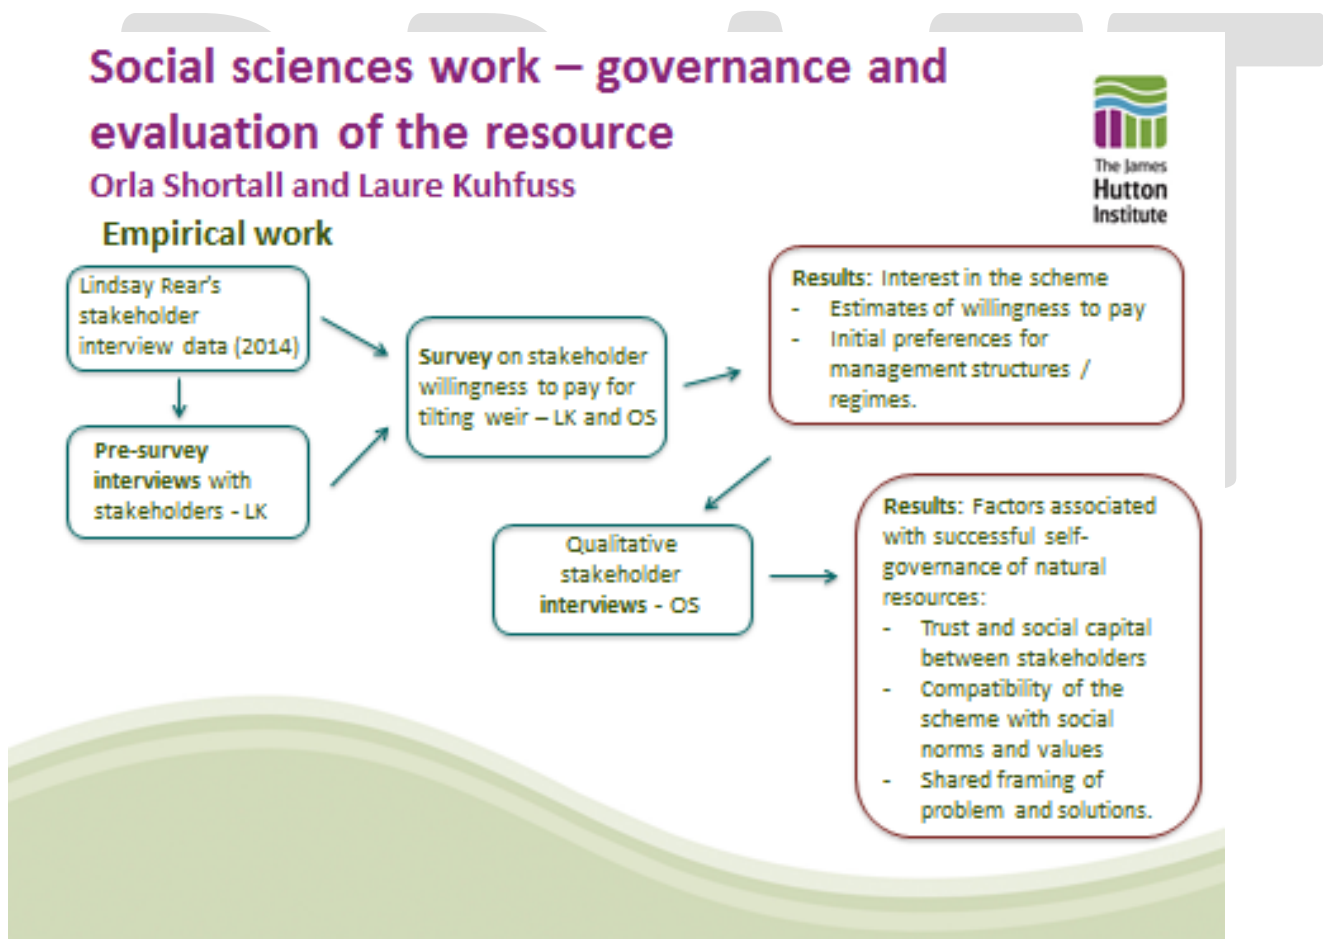 Social sciences work – governance and
evaluation of the resource
Orla Shortall and Laure Kuhfuss
The James
Hutton
Institute
Empirical work
Lindsay Rear's
stakeholder
interview data (2014)
Pre-survey
interviews with
stakeholders - LK
Survey on stakeholder
willingness to pay for
tilting weir – LK and OS
Results: Interest in the scheme
- Estimates of willingness to pay
- Initial preferences for
management structures /
regimes.
Qualitative
stakeholder
interviews - OS
Results: Factors associated
with successful self-
governance of natural
resources:
- Trust and social capital
between stakeholders
- Compatibility of the
scheme with social
norms and values
- Shared framing of
problem and solutions.